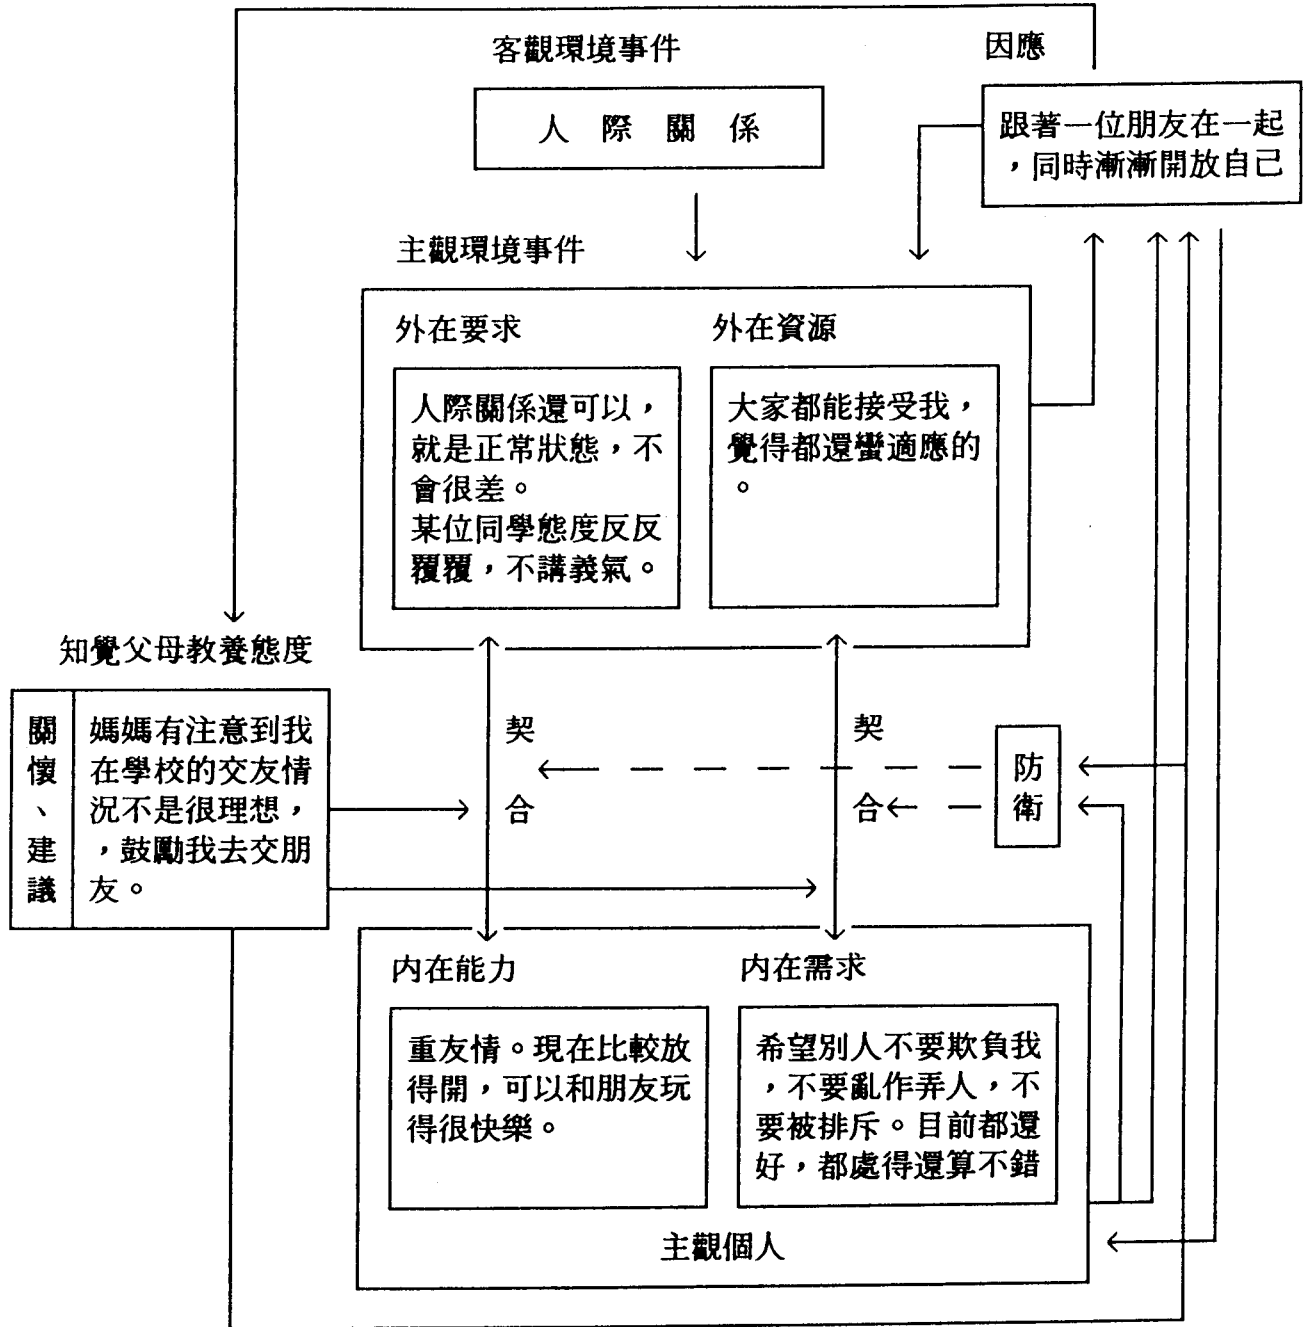 客觀環境事件
因應
人際關係
跟著一位朋友在一起
，同時漸漸開放自己
主觀環境事件
外在要求
外在資源
人際關係還可以，
就是正常狀態，不
會很差。
某位同學態度反反
覆覆，不講義氣。
大家都能接受我，
覺得都還蠻適應的
。
知覺父母教養態度
關懷、建議
媽媽有注意到我
在學校的交友情
況不是很理想，
，鼓勵我去交朋
友。
契合
契合
防衛
內在能力
內在需求
重友情。現在比較放
得開，可以和朋友玩
得很快樂。
希望別人不要欺負我
，不要亂作弄人，不
要被排斥。目前都還
好，都處得還算不錯
主觀個人